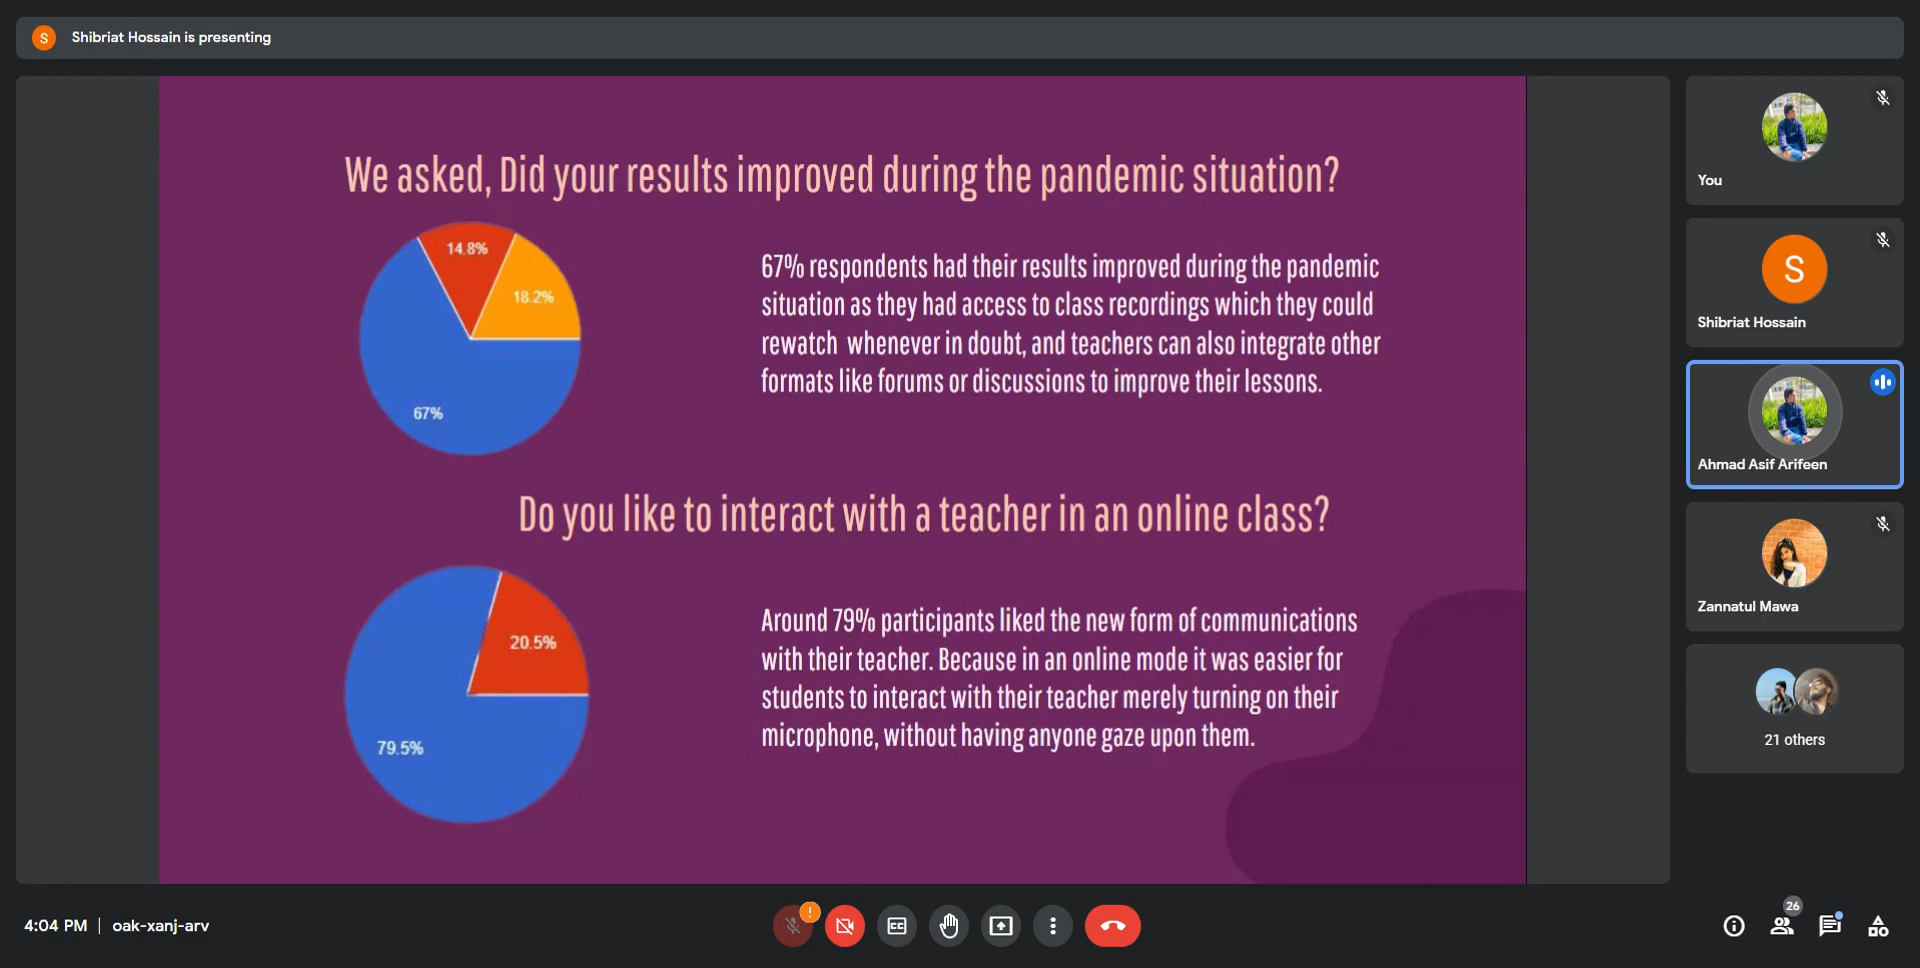 S Shibriat Hossain is presenting
We asked, Did your results improved during the pandemic situation?
14.8%
18.2%
67%
67% respondents had their results improved during the pandemic
situation as they had access to class recordings which they could
rewatch whenever in doubt, and teachers can also integrate other
formats like forums or discussions to improve their lessons.
Do you like to interact with a teacher in an online class?
20.5%
79.5%
Around 79% participants liked the new form of communications
with their teacher. Because in an online mode it was easier for
students to interact with their teacher merely turning on their
microphone, without having anyone gaze upon them.
You
S
Shibriat Hossain
Ahmad Asif Arifeen
Zannatul Mawa
21 others
4:04 PM | oak-xanj-arv
!
26